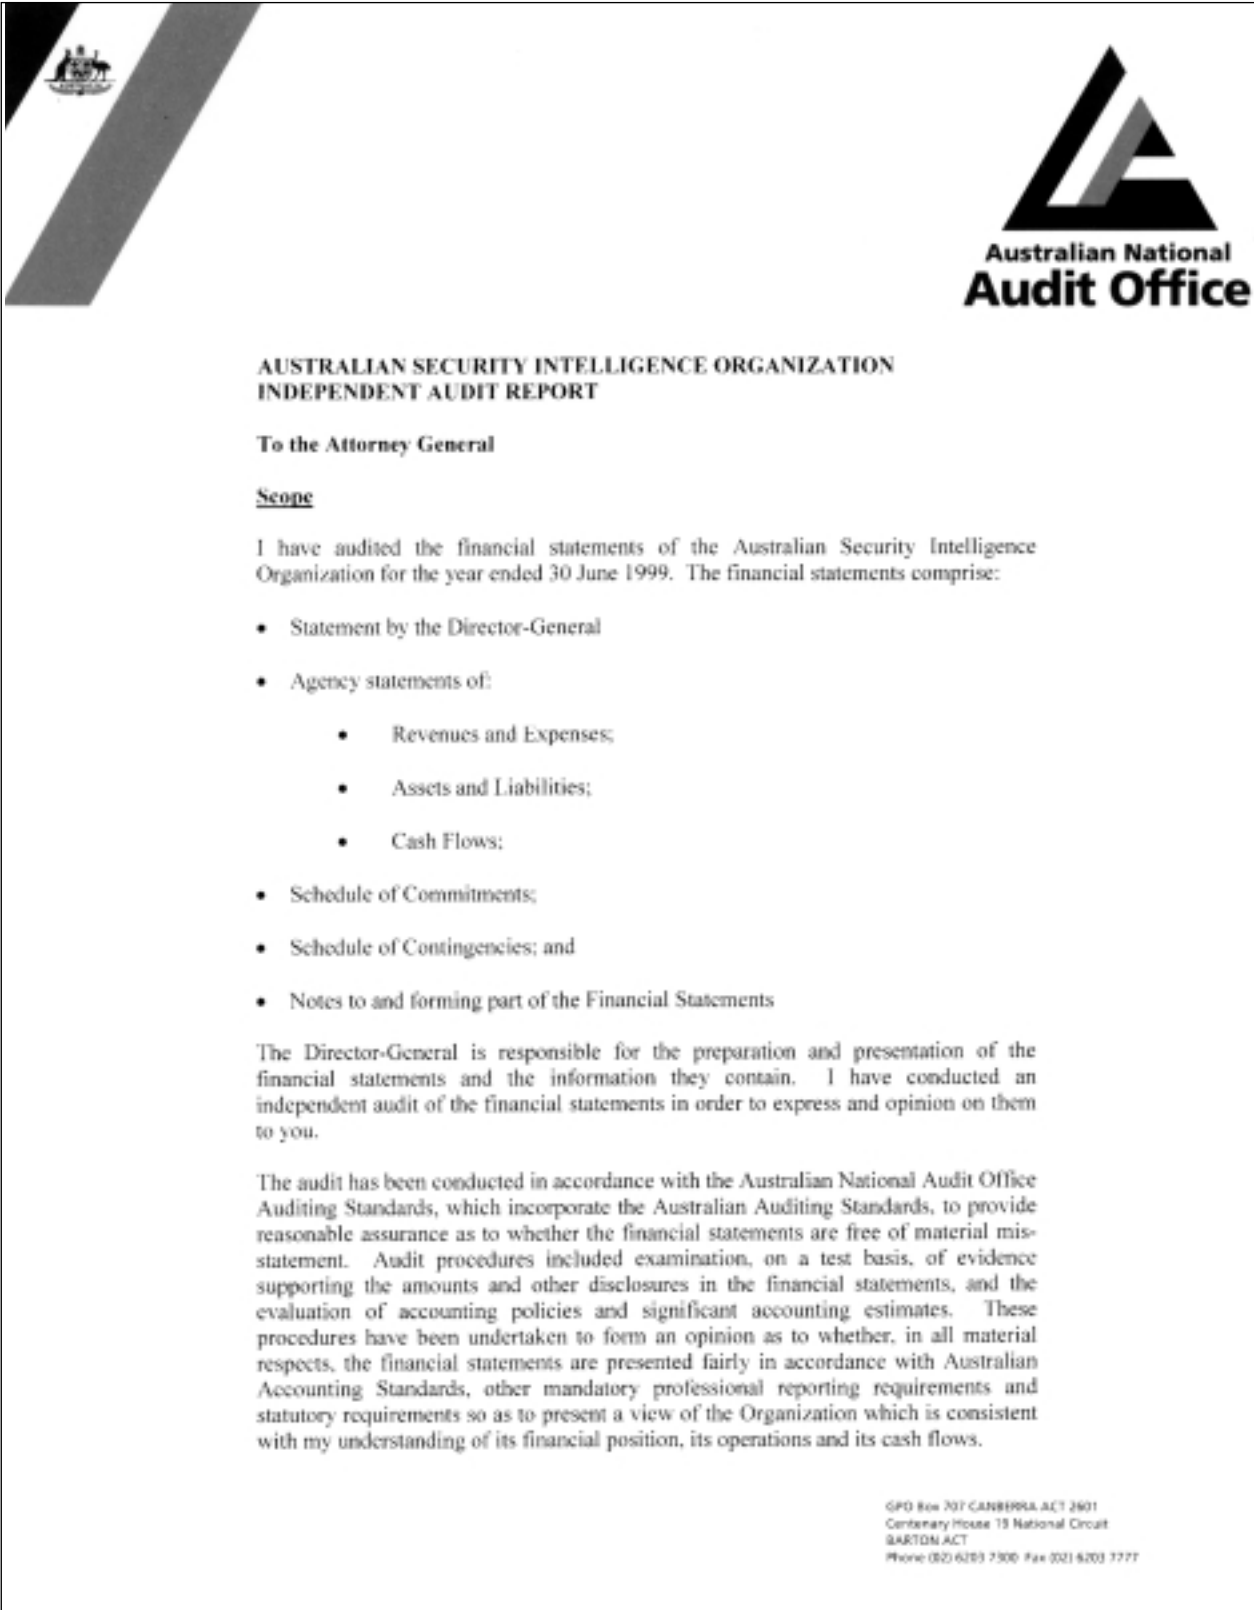 Australian National
Audit Office
AUSTRALIAN SECURITY INTELLIGENCE ORGANIZATION
INDEPENDENT AUDIT REPORT
To the Attorney General
Scope
I have audited the financial statements of the Australian Security Intelligence
Organization for the year ended 30 June 1999. The financial statements comprise:
• Statement by the Director-General
• Agency statements of:
• Revenues and Expenses;
• Assets and Liabilities;
• Cash Flows;
• Schedule of Commitments;
• Schedule of Contingencies; and
• Notes to and forming part of the Financial Statements
The Director-General is responsible for the preparation and presentation of the
financial statements and the information they contain. I have conducted an
independent audit of the financial statements in order to express and opinion on them
to you.
The audit has been conducted in accordance with the Australian National Audit Office
Auditing Standards, which incorporate the Australian Auditing Standards, to provide
reasonable assurance as to whether the financial statements are free of material mis-
statement. Audit procedures included examination, on a test basis, of evidence
supporting the amounts and other disclosures in the financial statements, and the
evaluation of accounting policies and significant accounting estimates. These
procedures have been undertaken to form an opinion as to whether, in all material
respects, the financial statements are presented fairly in accordance with Australian
Accounting Standards, other mandatory professional reporting requirements and
statutory requirements so as to present a view of the Organization which is consistent
with my understanding of its financial position, its operations and its cash flows.
GPO Box 707 CANBERRA ACT 2601
Centenary House 19 National Circuit
BARTON ACT
Phone (02) 6203 7300 Fax (02) 6203 7777